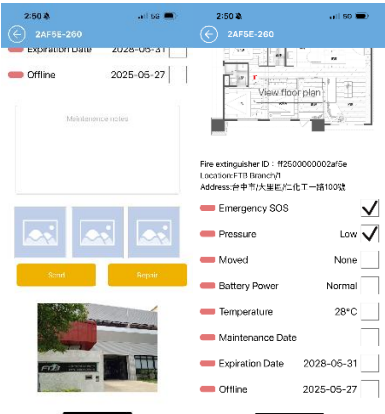 2:50
5G
2AF5E-260
Expiration Date 2028-05-31
Offline 2025-05-27
Maintenance notes
Send
Repair
FTB
2:50
5G
2AF5E-260
View floor plan
Fire extinguisher ID：ff2500000002af5e
Location:FTB Branch/1
Address:台中市/大里區/仁化工一路100號
Emergency SOS
Pressure Low
Moved None
Battery Power Normal
Temperature 28°C
Maintenance Date
Expiration Date 2028-05-31
Offline 2025-05-27